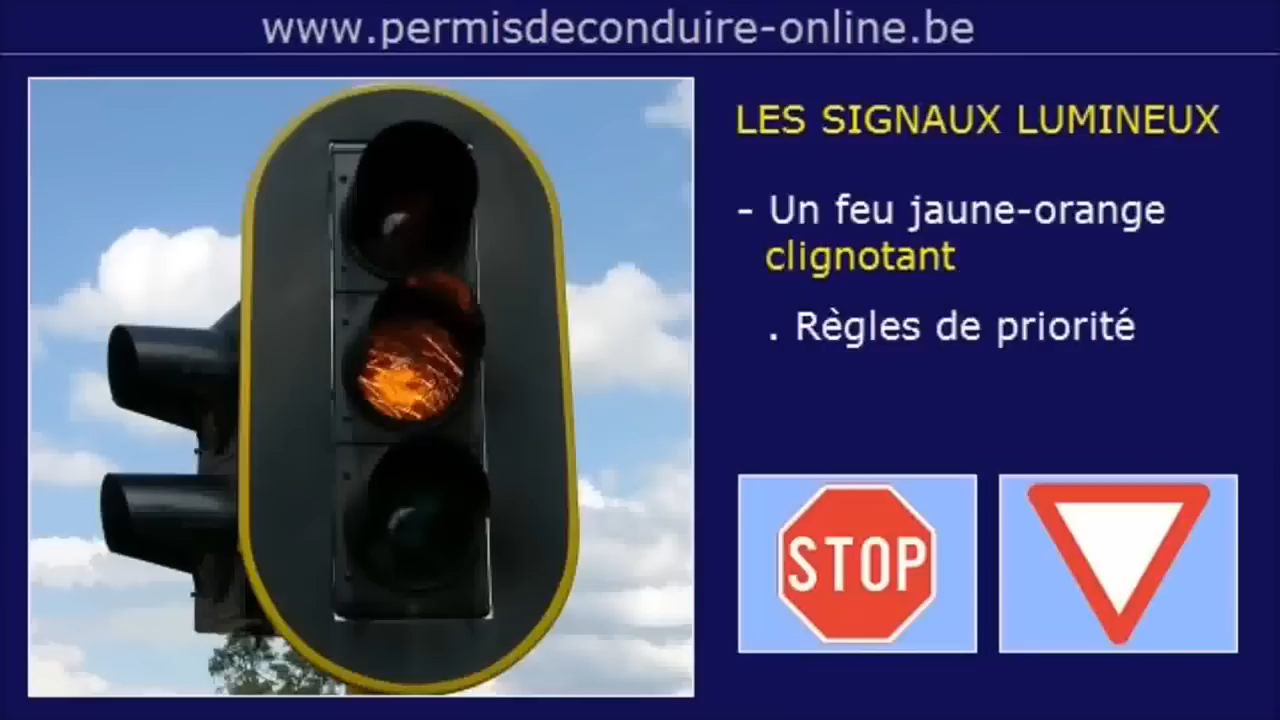 www.permisdeconduire-online.be
LES SIGNAUX LUMINEUX
- Un feu jaune-orange
clignotant
. Règles de priorité
STOP